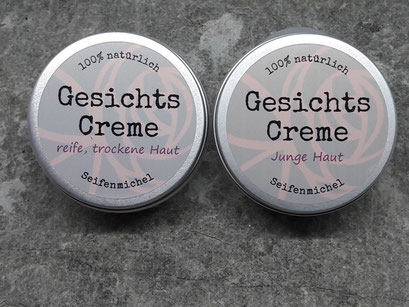 100% natürlich
Gesichts
Creme
reife, trockene Haut
Seifenmichel
100% natürlich
Gesichts
Creme
Junge Haut
Seifenmichel